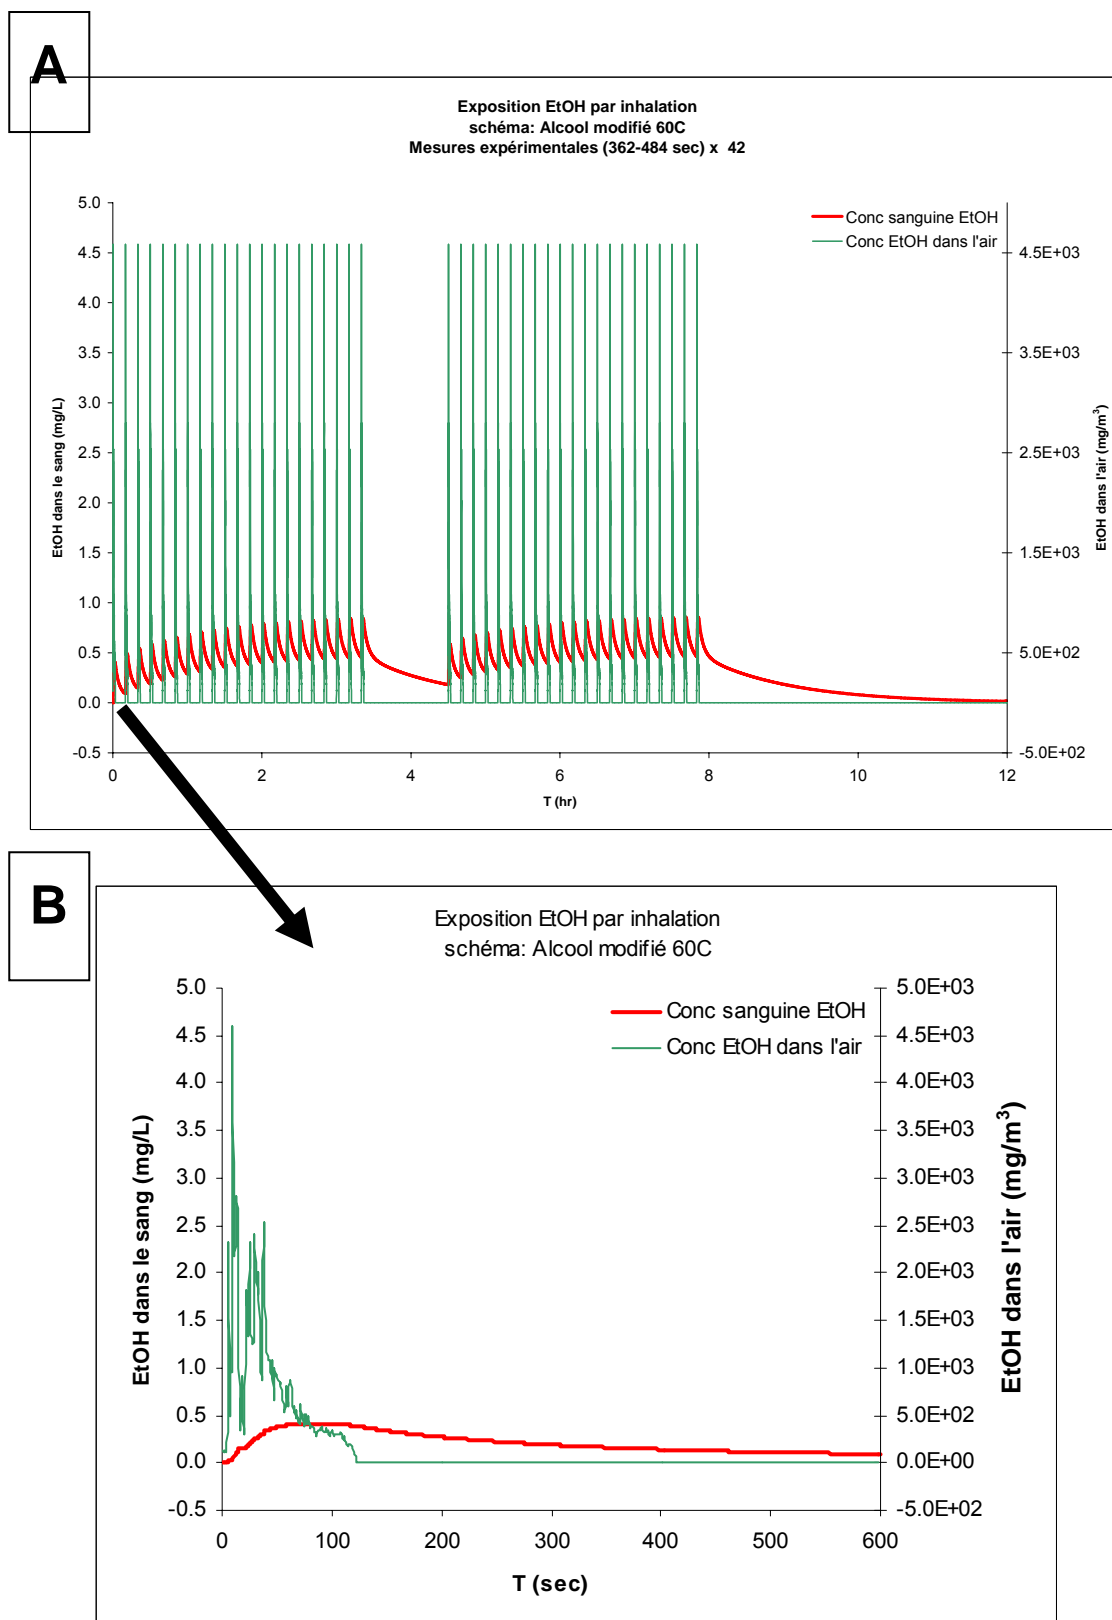 A
Exposition EtOH par inhalation
schéma: Alcool modifié 60C
Mesures expérimentales (362-484 sec) x 42
5.0
4.5
4.0
3.5
3.0
2.5
2.0
1.5
1.0
0.5
0.0
-0.5
EtOH dans le sang (mg/L)
Conc sanguine EtOH
Conc EtOH dans l'air
4.5E+03
3.5E+03
2.5E+03
1.5E+03
5.0E+02
-5.0E+02
EtOH dans l'air (mg/m³)
0 2 4 6 8 10 12
T (hr)
B
Exposition EtOH par inhalation
schéma: Alcool modifié 60C
5.0
4.5
4.0
3.5
3.0
2.5
2.0
1.5
1.0
0.5
0.0
-0.5
EtOH dans le sang (mg/L)
Conc sanguine EtOH
Conc EtOH dans l'air
5.0E+03
4.5E+03
4.0E+03
3.5E+03
3.0E+03
2.5E+03
2.0E+03
1.5E+03
1.0E+03
5.0E+02
0.0E+00
-5.0E+02
EtOH dans l'air (mg/m³)
0 100 200 300 400 500 600
T (sec)